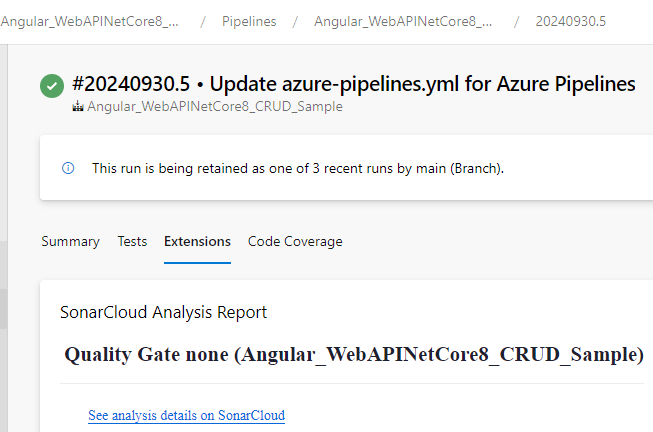 Angular_WebAPINetCore8_... / Pipelines / Angular_WebAPINetCore8_... / 20240930.5
#20240930.5 • Update azure-pipelines.yml for Azure Pipelines
Angular_WebAPINetCore8_CRUD_Sample
This run is being retained as one of 3 recent runs by main (Branch).
Summary Tests Extensions Code Coverage
SonarCloud Analysis Report
Quality Gate none (Angular_WebAPINetCore8_CRUD_Sample)
See analysis details on SonarCloud